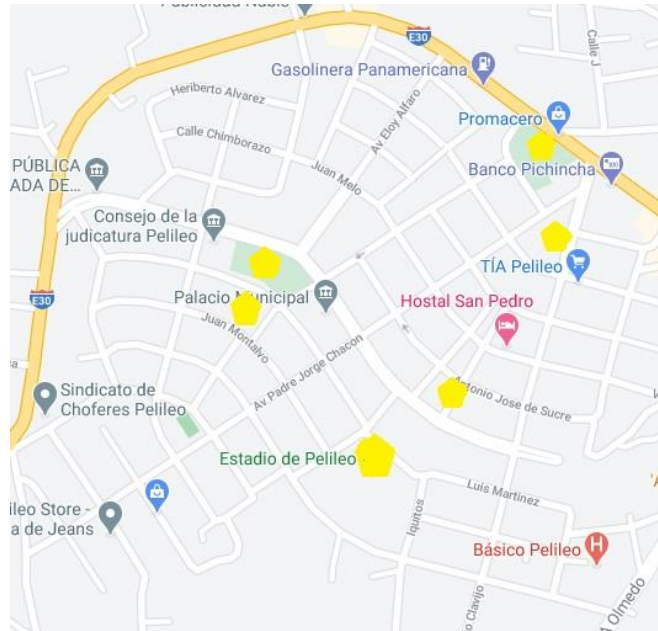 Publicidad Nabis
E30
Calle J
Gasolinera Panamericana
Heriberto Alvarez
Av Eloy Alfaro
Promacero
Calle Chimborazo
Juan Melo
Banco Pichincha
PÚBLICA
ADA DE...
Consejo de la
judicatura Pelileo
TÍA Pelileo
E30
Palacio Municipal
Hostal San Pedro
Juan Montalvo
Av Padre Jorge Chacon
Antonio Jose de Sucre
Sindicato de
Choferes Pelileo
Estadio de Pelileo
Luis Martínez
Iquitos
ileo Store -
a de Jeans
Básico Pelileo
H
o Clavijo
A Olmedo